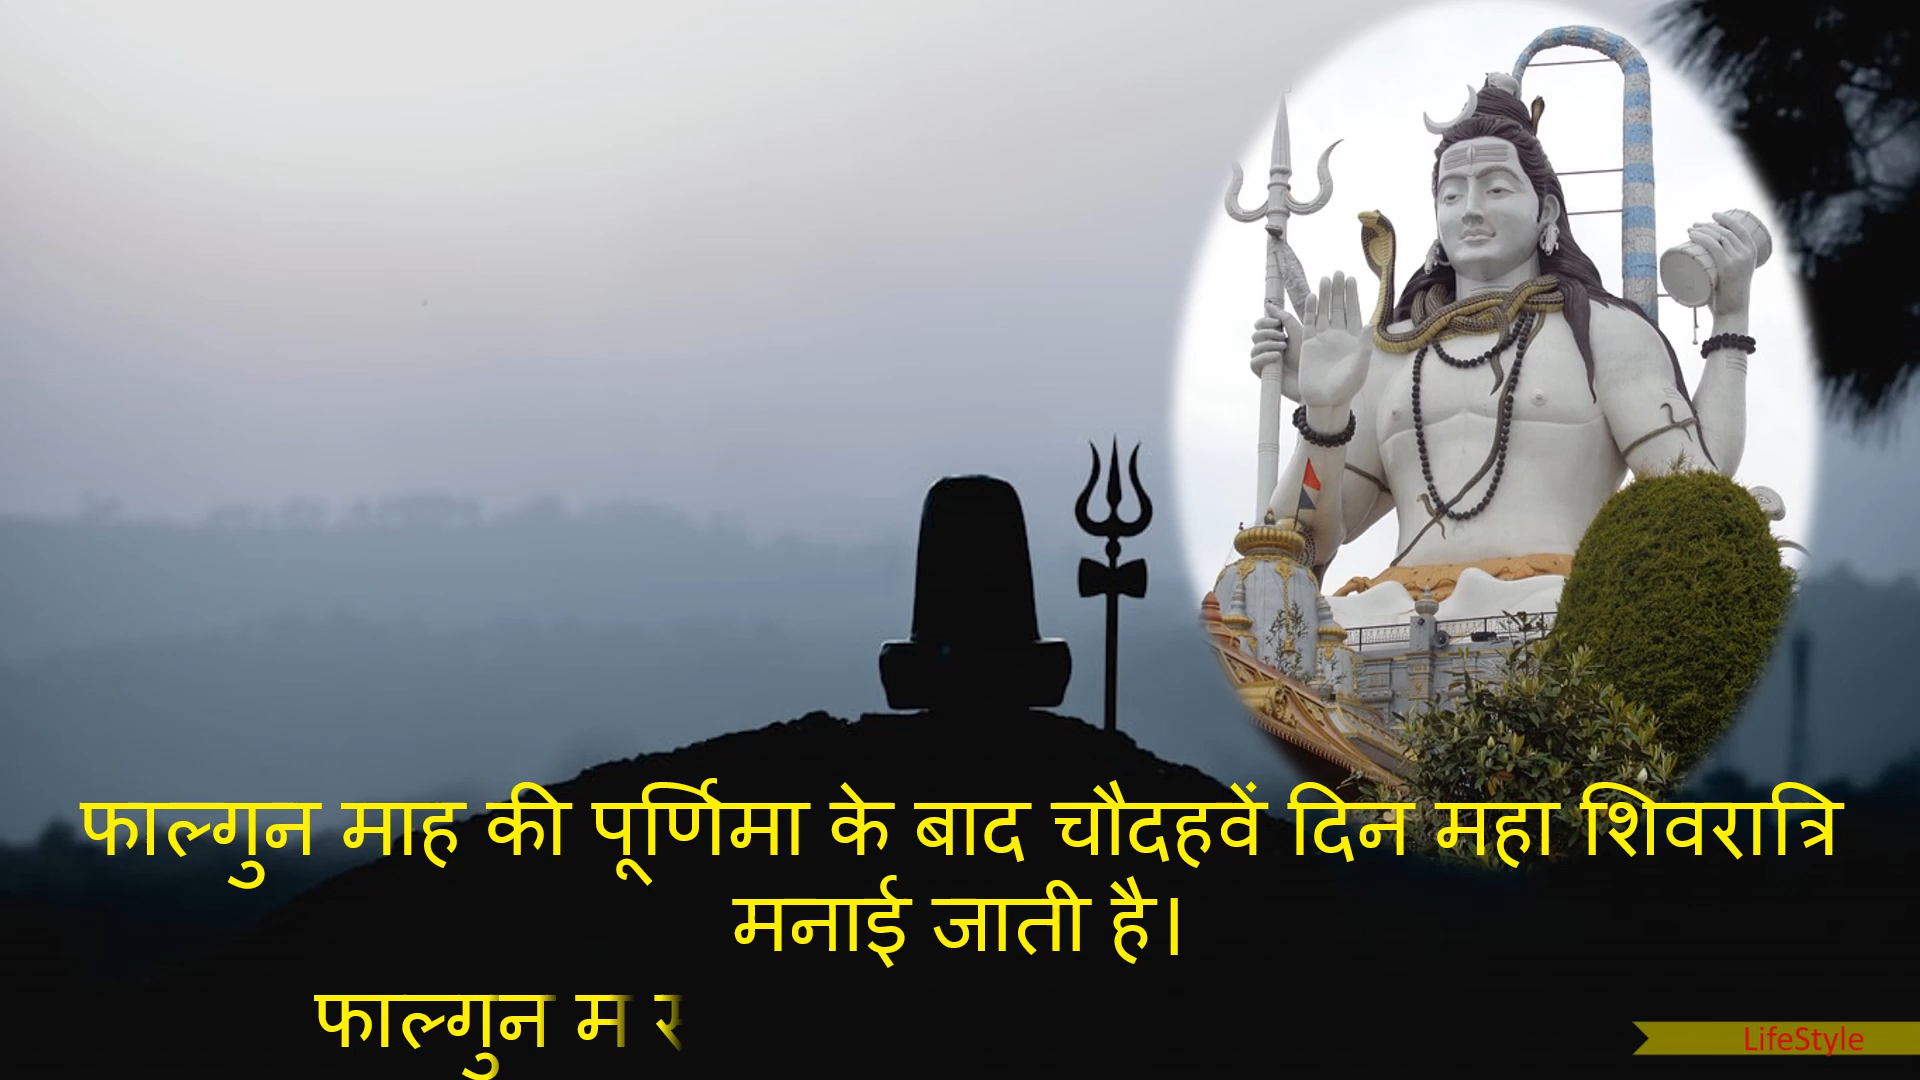 फाल्गुन माह की पूर्णिमा के बाद चौदहवें दिन महा शिवरात्रि
मनाई जाती है।
फाल्गुन
LifeStyle